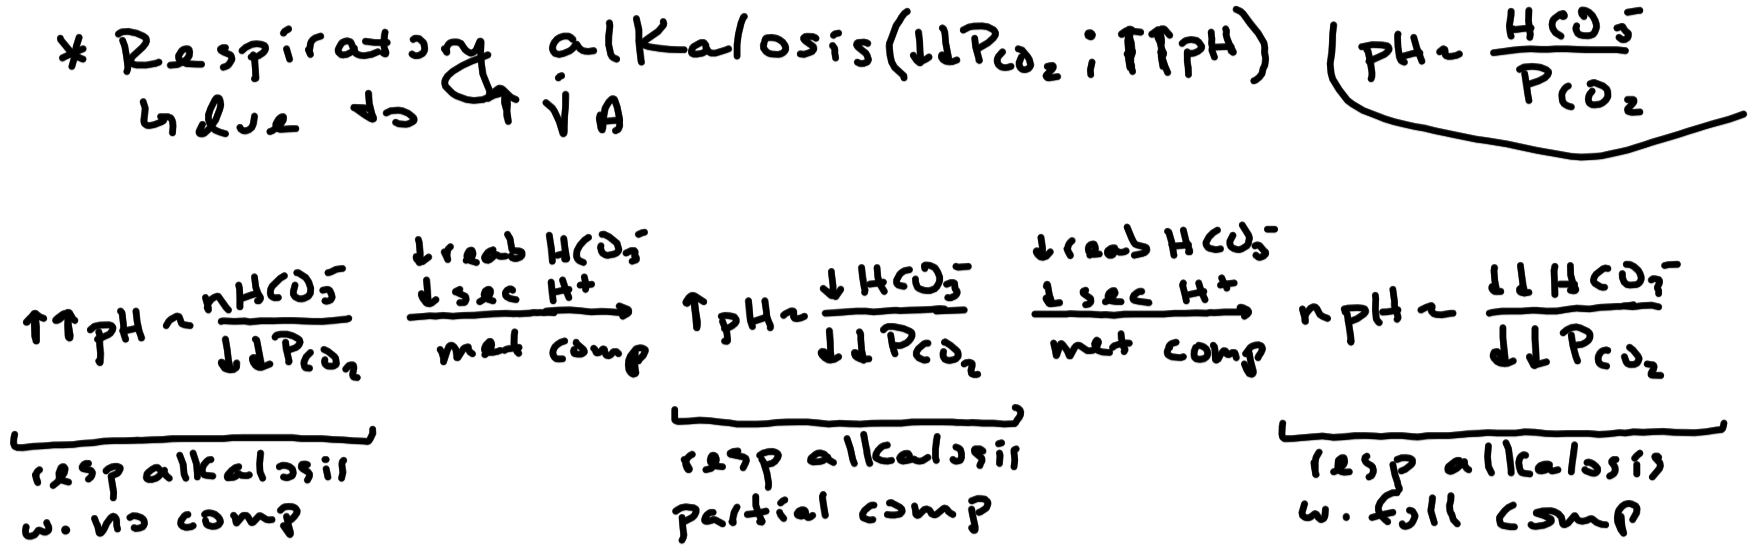 * Respiratory alkalosis (↓↓PCO₂ ; ↑↑pH)
↳ due to ↑ V̇A
pH ~ HCO₃⁻ / PCO₂
↑↑pH ~ nHCO₃⁻ / ↓↓PCO₂
↓reab HCO₃⁻
↓sec H⁺
met comp
↑pH ~ ↓HCO₃⁻ / ↓↓PCO₂
↓reab HCO₃⁻
↓sec H⁺
met comp
npH ~ ↓↓HCO₃⁻ / ↓↓PCO₂
resp alkalosis
w. no comp
resp alkalosis
partial comp
resp alkalosis
w. full comp